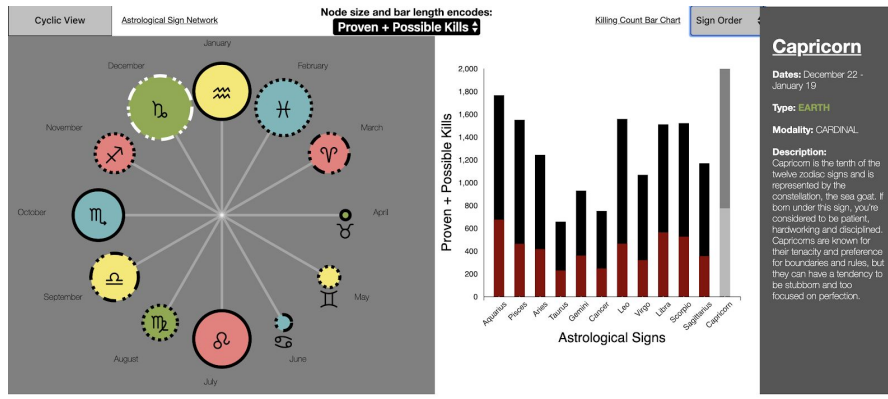 Cyclic View
Astrological Sign Network
Node size and bar length encodes:
Proven + Possible Kills
Killing Count Bar Chart
Sign Order
January
February
March
April
May
June
July
August
September
October
November
December
♒
♓
♈
♉
♊
♋
♌
♍
♎
♏
♐
♑
Proven + Possible Kills
2,000
1,800
1,600
1,400
1,200
1,000
800
600
400
200
0
Aquarius
Pisces
Aries
Taurus
Gemini
Cancer
Leo
Virgo
Libra
Scorpio
Sagittarius
Capricorn
Astrological Signs
Capricorn
Dates: December 22 -
January 19
Type: EARTH
Modality: CARDINAL
Description:
Capricorn is the tenth of the
twelve zodiac signs and is
represented by the
constellation, the sea goat. If
born under this sign, you're
considered to be patient,
hardworking and disciplined.
Capricorns are known for
their tenacity and preference
for boundaries and rules, but
they can have a tendency to
be stubborn and too
focused on perfection.